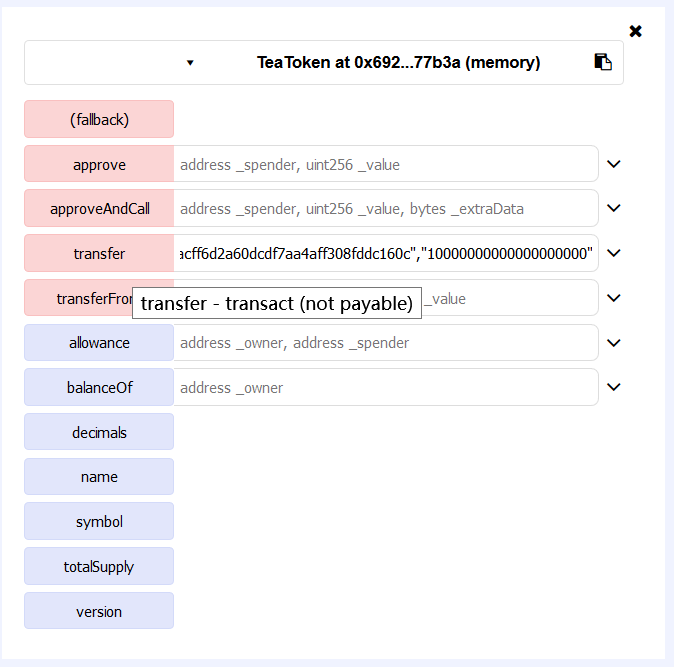 ✖
▾ TeaToken at 0x692...77b3a (memory)
(fallback)
approve address _spender, uint256 _value
approveAndCall address _spender, uint256 _value, bytes _extraData
transfer acff6d2a60dcdf7aa4aff308fddc160c","10000000000000000000"
transferFrom _value
transfer - transact (not payable)
allowance address _owner, address _spender
balanceOf address _owner
decimals
name
symbol
totalSupply
version